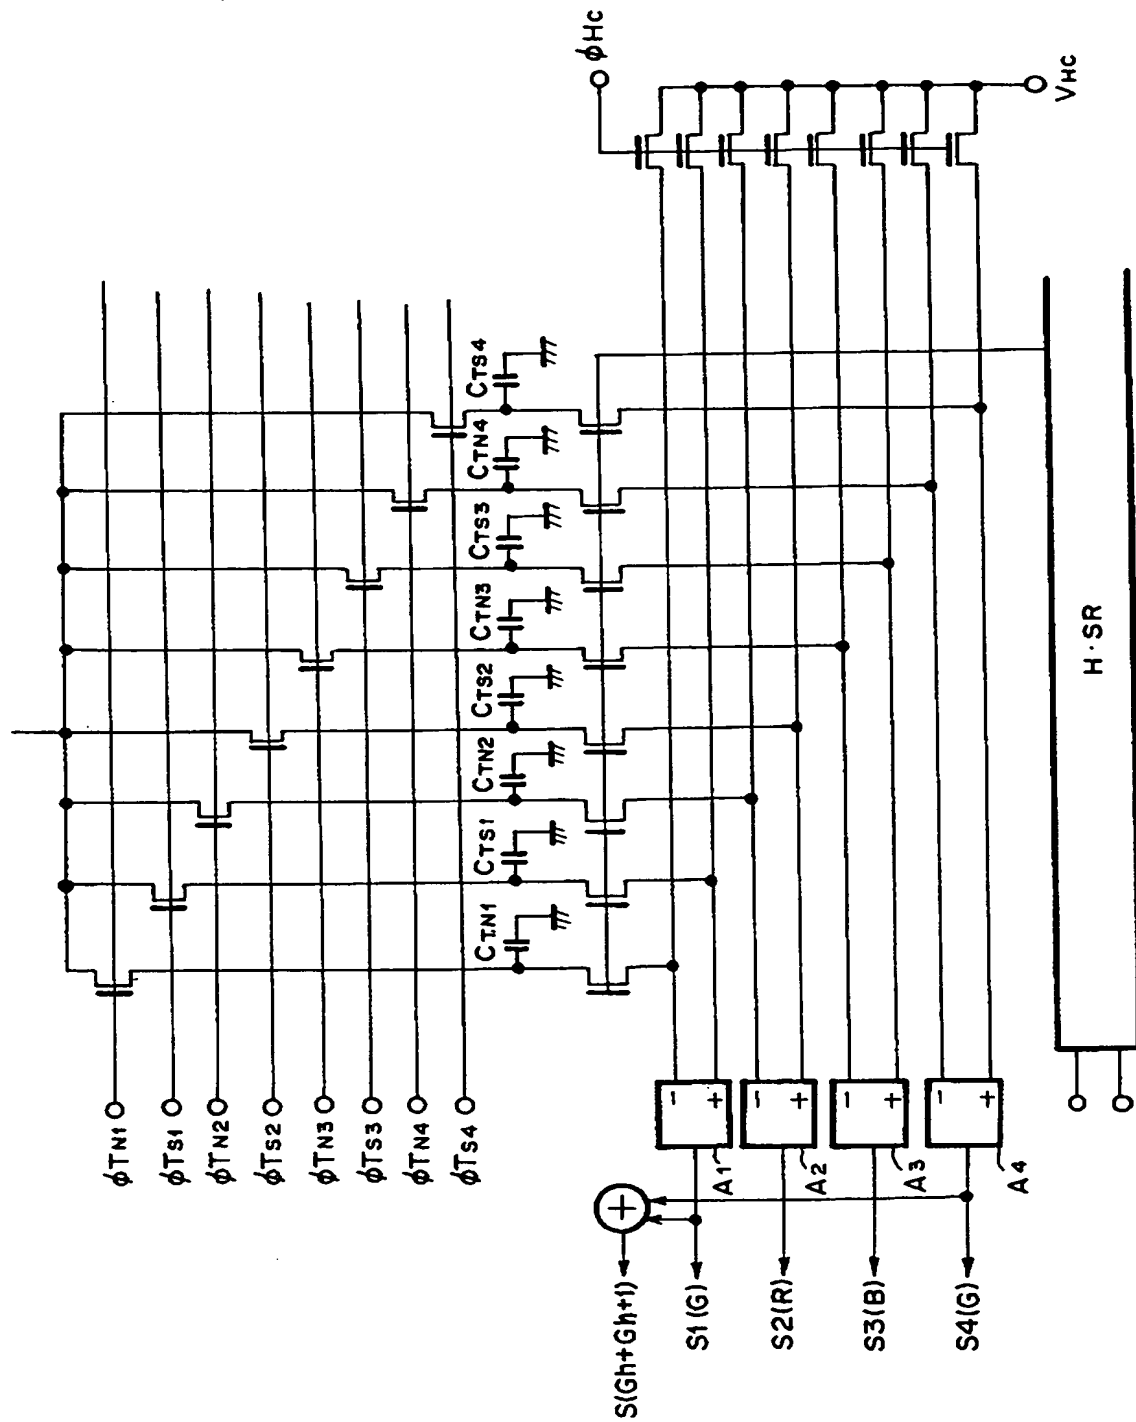 φHC
VHC
φTN1
φTS1
φTN2
φTS2
φTN3
φTS3
φTN4
φTS4
CTN1
CTS1
CTN2
CTS2
CTN3
CTS3
CTN4
CTS4
H·SR
- +
- +
- +
- +
A1
A2
A3
A4
+
S(Gh+Gh+1)
S1(G)
S2(R)
S3(B)
S4(G)